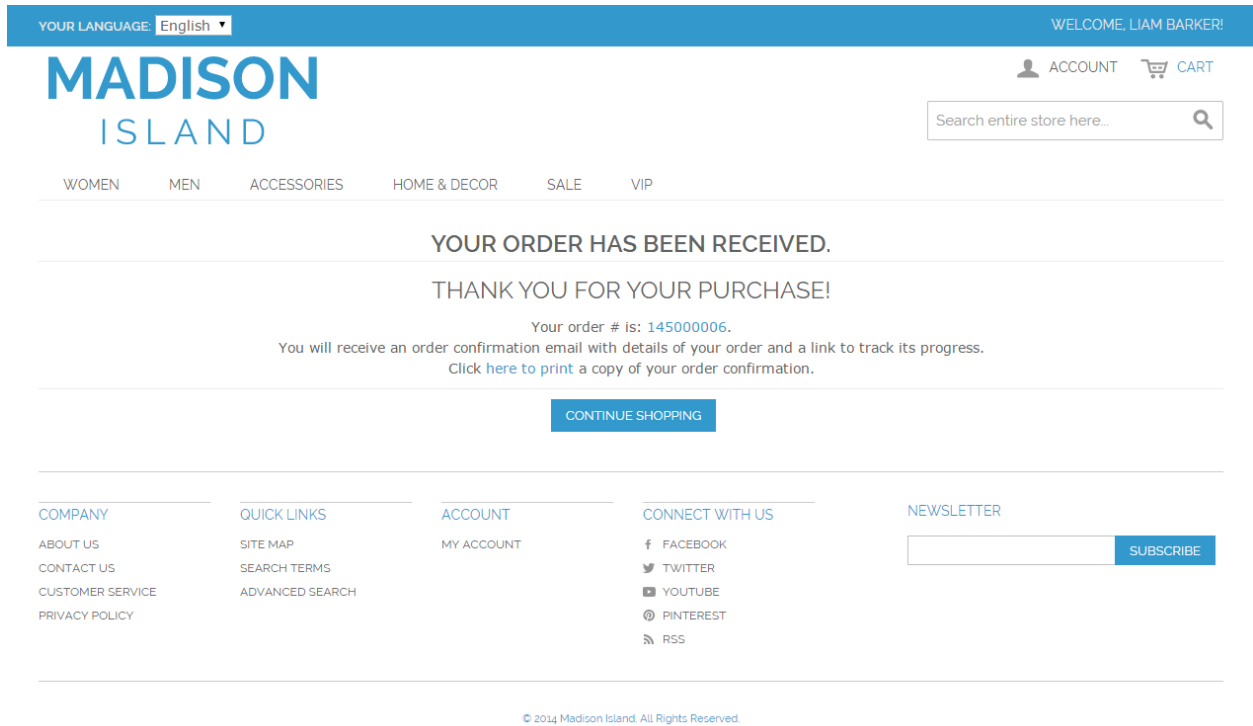 YOUR LANGUAGE: English
WELCOME, LIAM BARKER!
MADISON
ISLAND
ACCOUNT CART
Search entire store here...
WOMEN MEN ACCESSORIES HOME & DECOR SALE VIP
YOUR ORDER HAS BEEN RECEIVED.
THANK YOU FOR YOUR PURCHASE!
Your order # is: 145000006.
You will receive an order confirmation email with details of your order and a link to track its progress.
Click here to print a copy of your order confirmation.
CONTINUE SHOPPING
COMPANY
ABOUT US
CONTACT US
CUSTOMER SERVICE
PRIVACY POLICY
QUICK LINKS
SITE MAP
SEARCH TERMS
ADVANCED SEARCH
ACCOUNT
MY ACCOUNT
CONNECT WITH US
FACEBOOK
TWITTER
YOUTUBE
PINTEREST
RSS
NEWSLETTER
SUBSCRIBE
© 2014 Madison Island. All Rights Reserved.